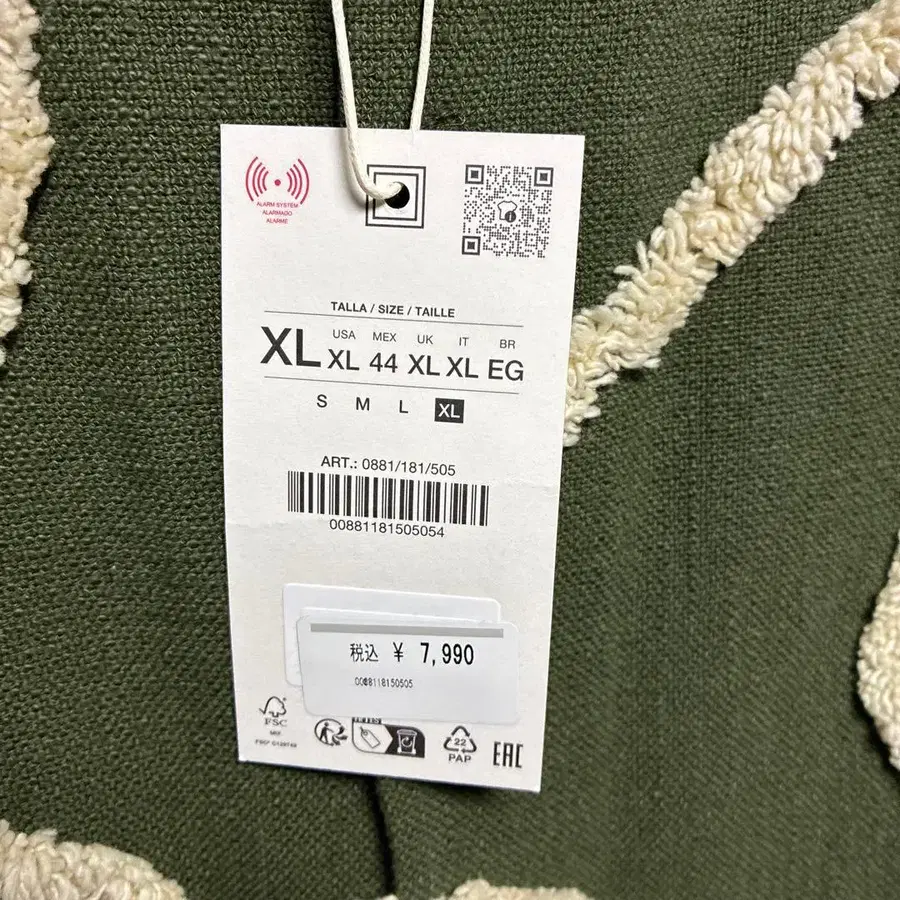 ALARM SYSTEM
ALARMADO
ALARME
TALLA / SIZE / TAILLE
USA MEX UK IT BR
XL XL 44 XL XL EG
S M L XL
ART.: 0881/181/505
00881181505054
税込 ¥ 7,990
FSC
MIX
22
PAP
EAC